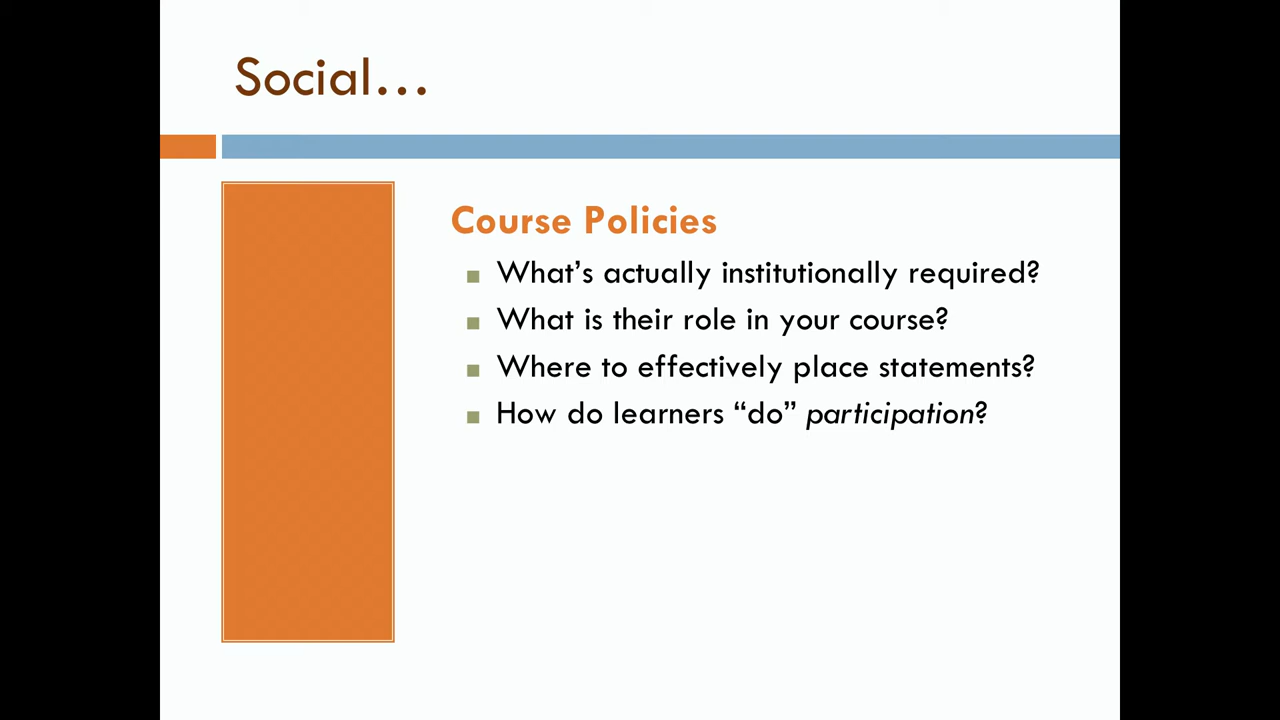 Social...
Course Policies
What’s actually institutionally required?
What is their role in your course?
Where to effectively place statements?
How do learners “do” participation?